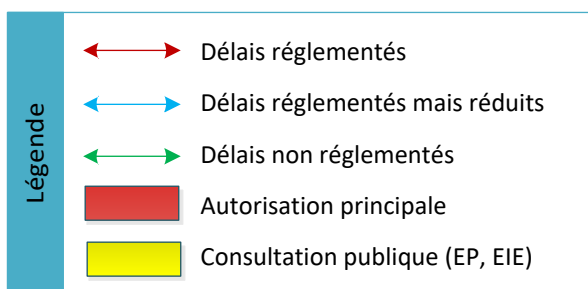 Légende
Délais réglementés
Délais réglementés mais réduits
Délais non réglementés
Autorisation principale
Consultation publique (EP, EIE)